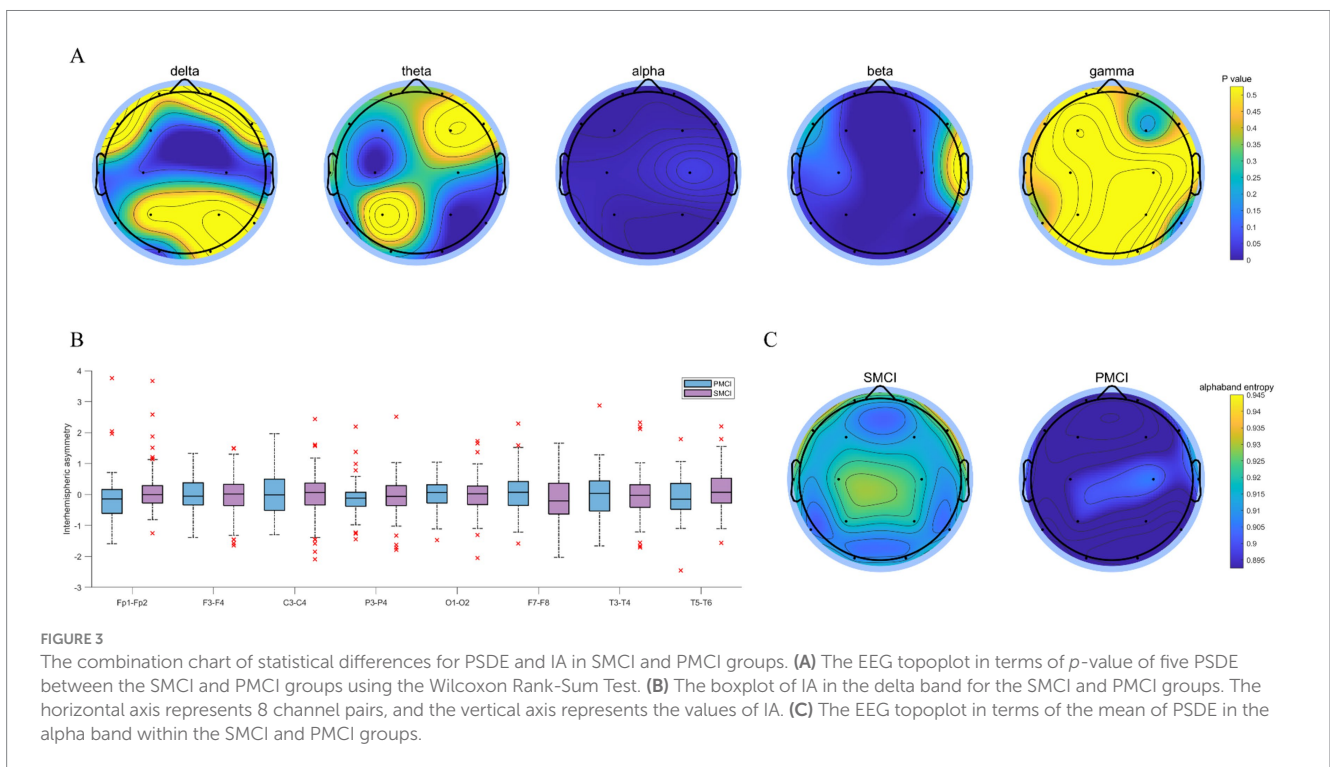 A
delta
theta
alpha
beta
gamma
P value
0.5
0.45
0.4
0.35
0.3
0.25
0.2
0.15
0.1
0.05
0
B
4
3
2
1
0
-1
-2
-3
Interhemispheric asymmetry
PMCI
SMCI
Fp1-Fp2
F3-F4
C3-C4
P3-P4
O1-O2
F7-F8
T3-T4
T5-T6
C
SMCI
PMCI
alphaband entropy
0.945
0.94
0.935
0.93
0.925
0.92
0.915
0.91
0.905
0.9
0.895
FIGURE 3
The combination chart of statistical differences for PSDE and IA in SMCI and PMCI groups. (A) The EEG topoplot in terms of p-value of five PSDE
between the SMCI and PMCI groups using the Wilcoxon Rank-Sum Test. (B) The boxplot of IA in the delta band for the SMCI and PMCI groups. The
horizontal axis represents 8 channel pairs, and the vertical axis represents the values of IA. (C) The EEG topoplot in terms of the mean of PSDE in the
alpha band within the SMCI and PMCI groups.